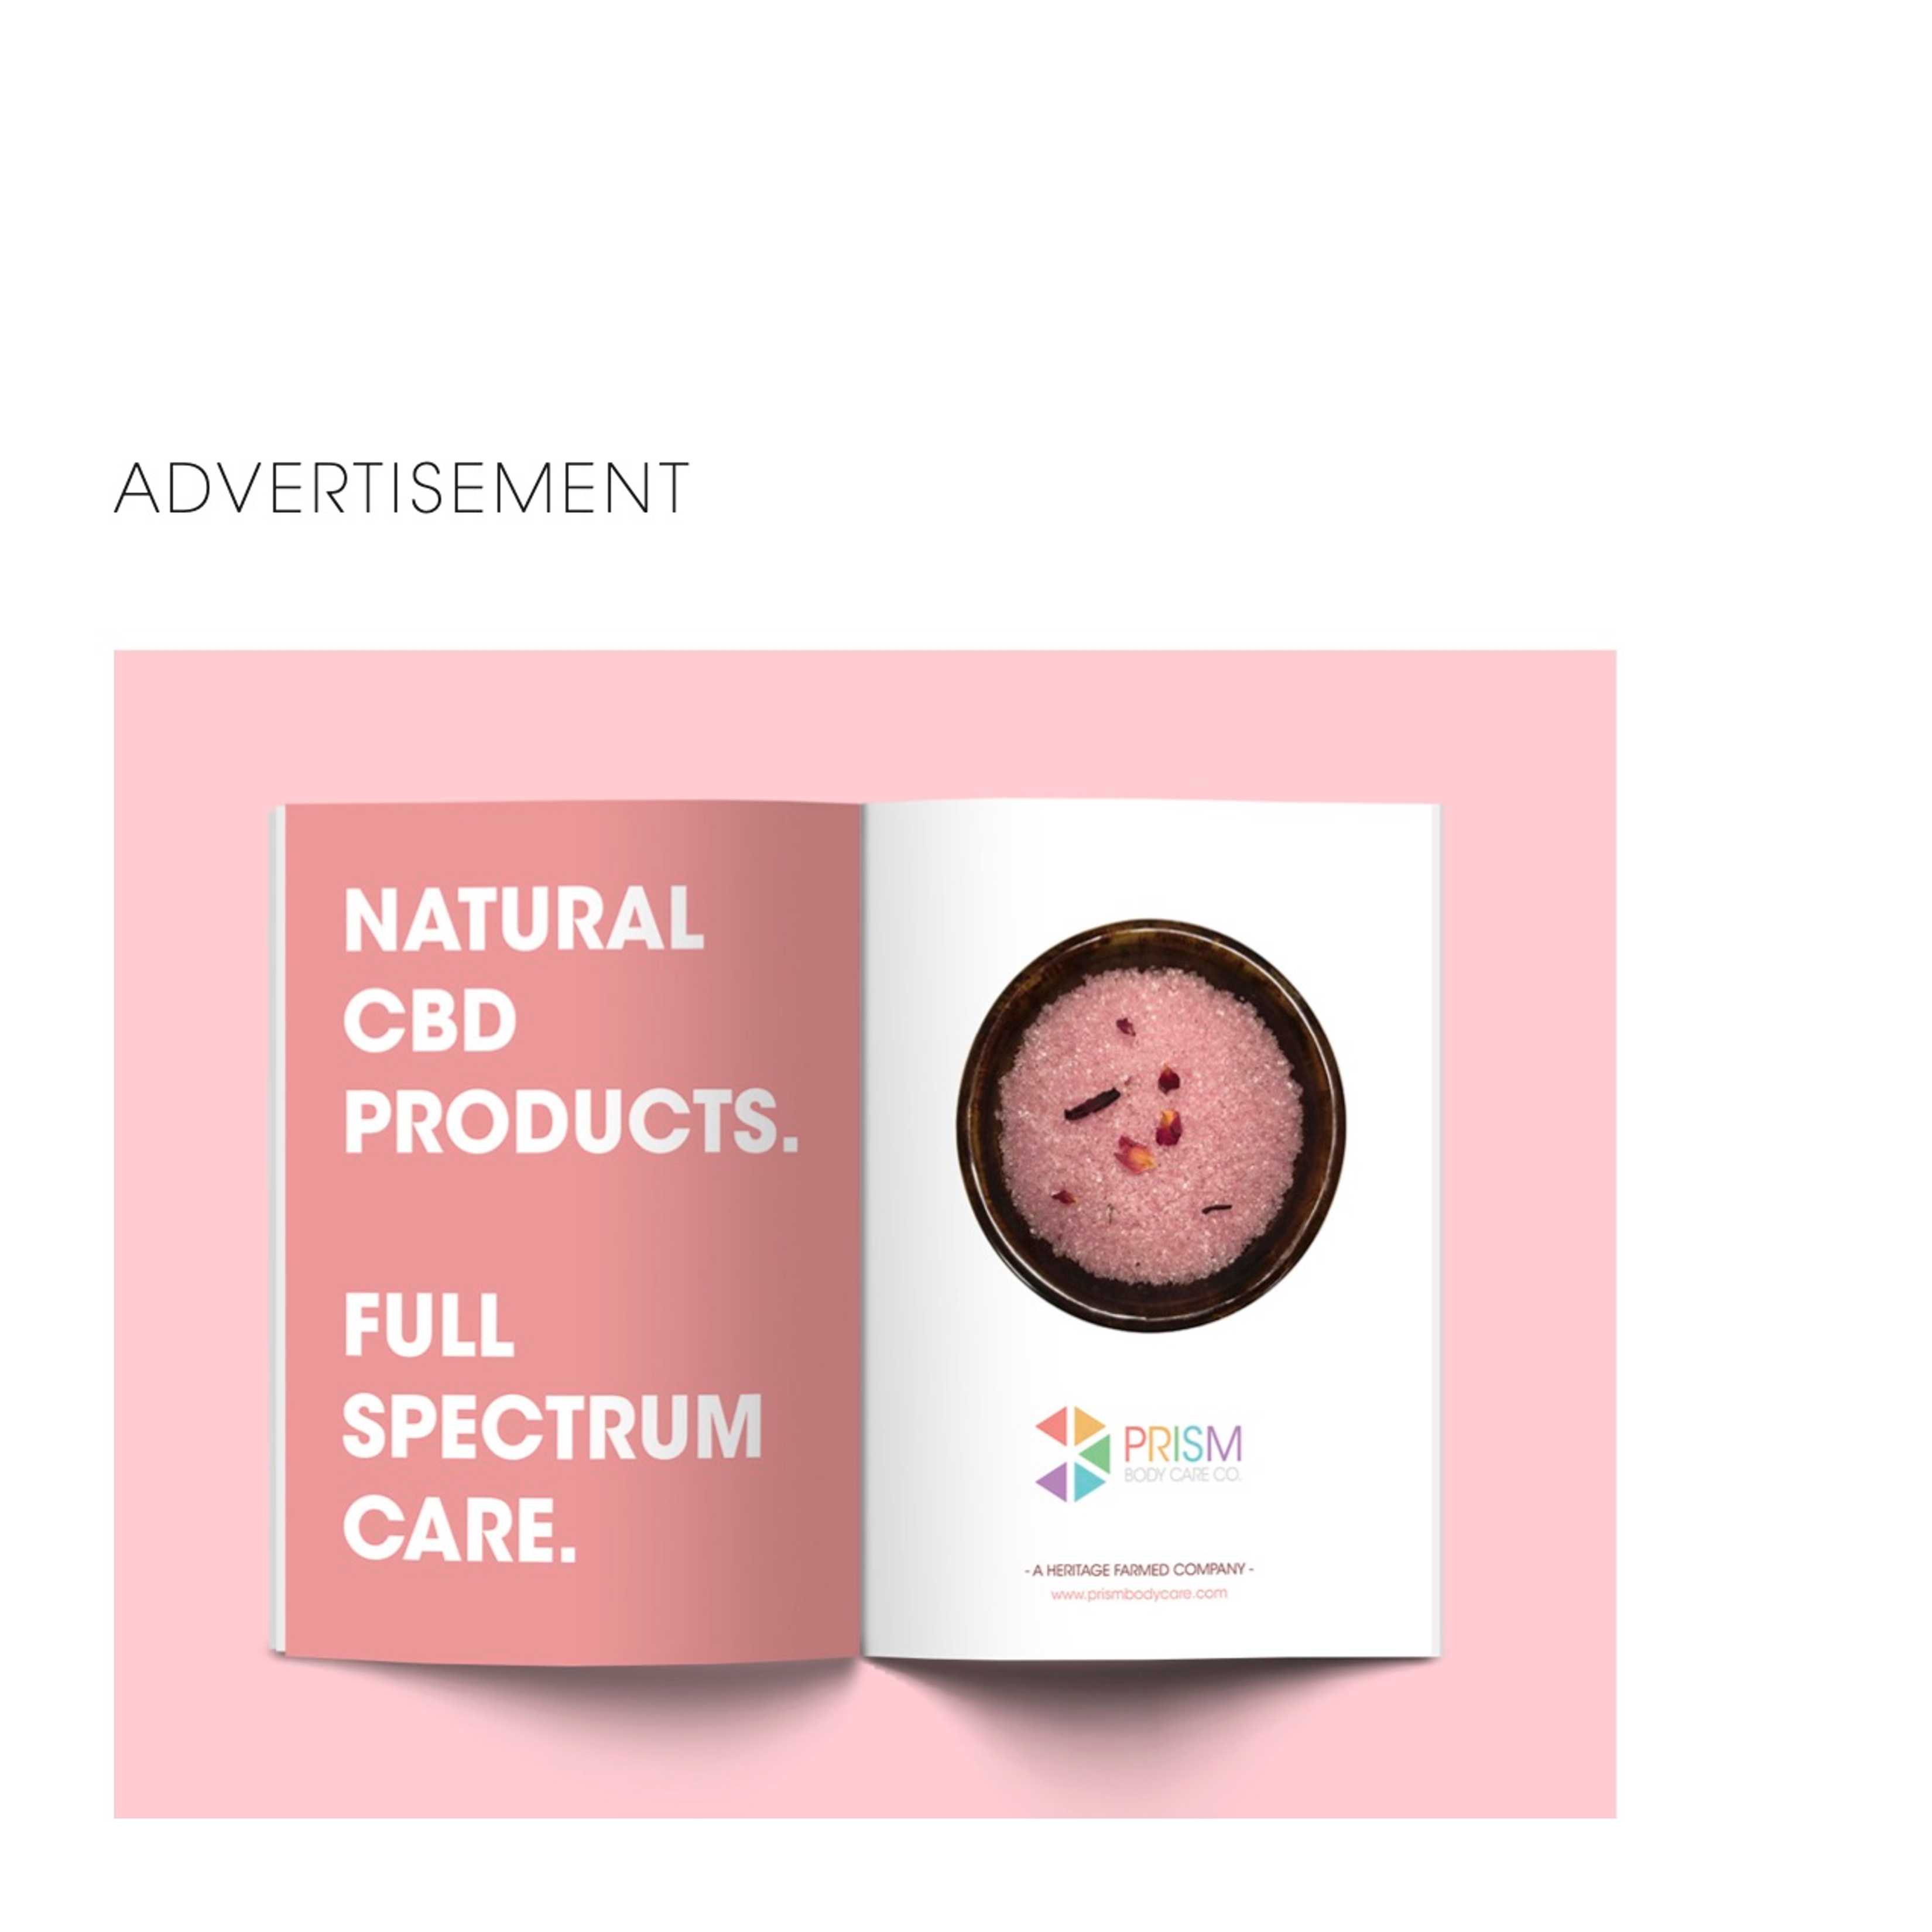 ADVERTISEMENT
NATURAL
CBD
PRODUCTS.
FULL
SPECTRUM
CARE.
PRISM
BODY CARE CO.
- A HERITAGE FARMED COMPANY -
www.prismbodycare.com